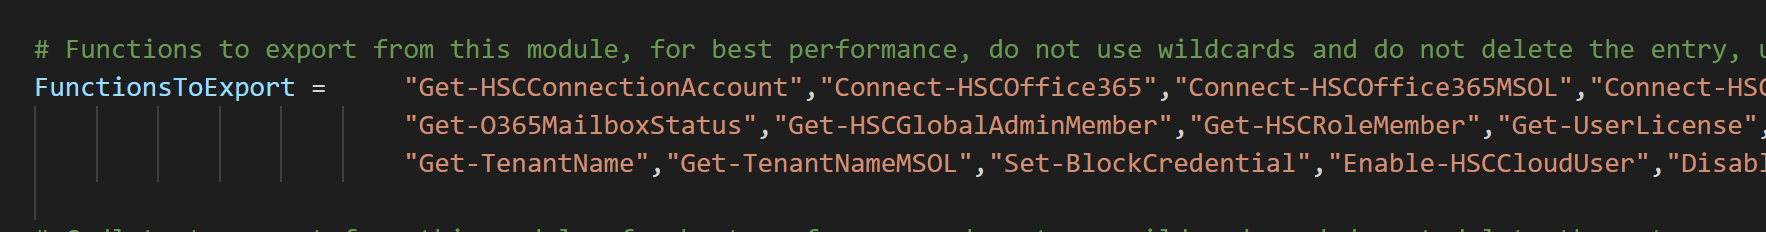 # Functions to export from this module, for best performance, do not use wildcards and do not delete the entry,
FunctionsToExport = "Get-HSCConnectionAccount","Connect-HSCOffice365","Connect-HSCOffice365MSOL","Connect-HSC
"Get-O365MailboxStatus","Get-HSCGlobalAdminMember","Get-HSCRoleMember","Get-UserLicense",
"Get-TenantName","Get-TenantNameMSOL","Set-BlockCredential","Enable-HSCCloudUser","Disabl